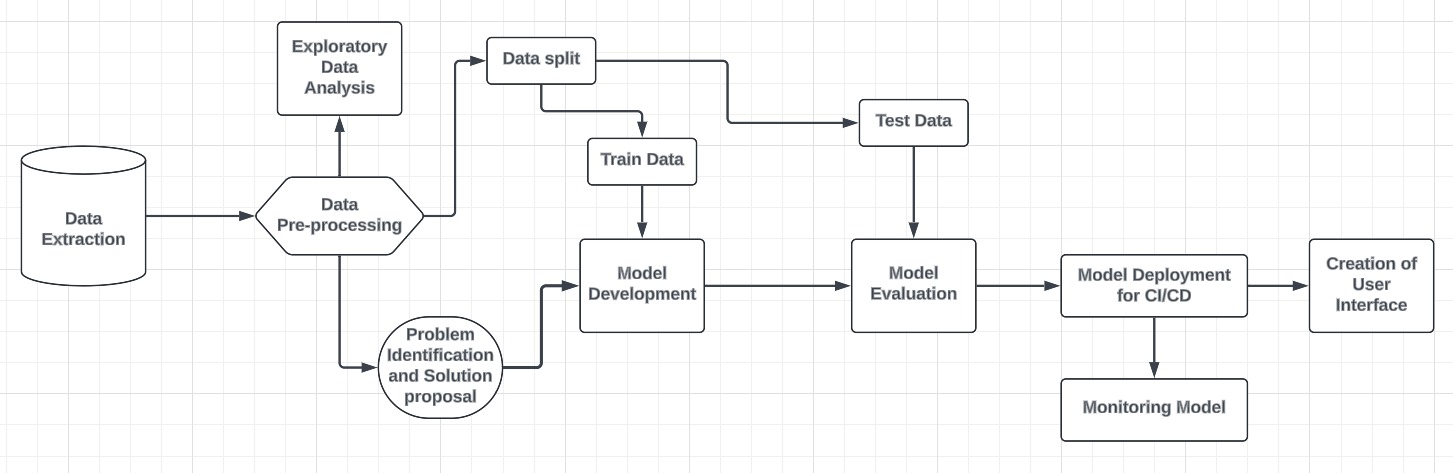 Exploratory
Data
Analysis
Data split
Test Data
Train Data
Data
Extraction
Data
Pre-processing
Model
Development
Model
Evaluation
Model Deployment
for CI/CD
Creation of
User
Interface
Problem
Identification
and Solution
proposal
Monitoring Model